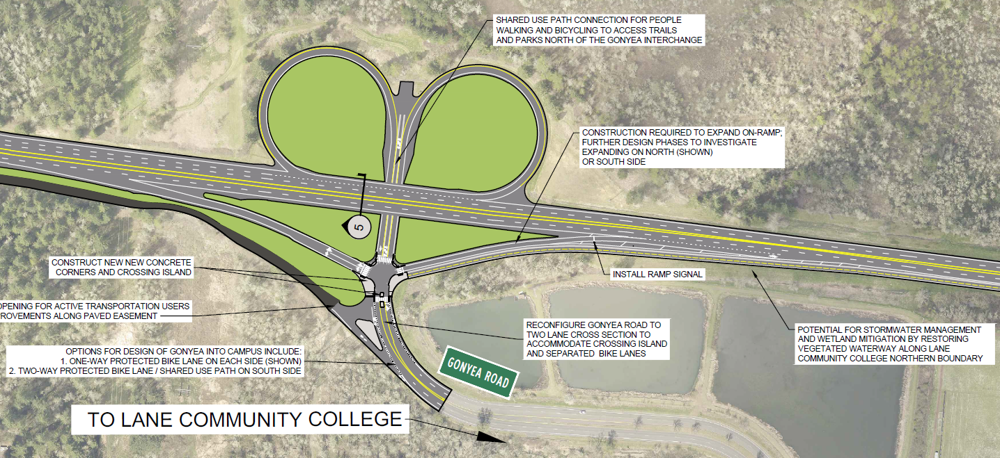 SHARED USE PATH CONNECTION FOR PEOPLE
WALKING AND BICYCLING TO ACCESS TRAILS
AND PARKS NORTH OF THE GONYEA INTERCHANGE
CONSTRUCTION REQUIRED TO EXPAND ON-RAMP;
FURTHER DESIGN PHASES TO INVESTIGATE
EXPANDING ON NORTH (SHOWN)
OR SOUTH SIDE
5
CONSTRUCT NEW NEW CONCRETE
CORNERS AND CROSSING ISLAND
INSTALL RAMP SIGNAL
OPENING FOR ACTIVE TRANSPORTATION USERS
PROVEMENTS ALONG PAVED EASEMENT
RECONFIGURE GONYEA ROAD TO
TWO LANE CROSS SECTION TO
ACCOMMODATE CROSSING ISLAND
AND SEPARATED BIKE LANES
POTENTIAL FOR STORMWATER MANAGEMENT
AND WETLAND MITIGATION BY RESTORING
VEGETATED WATERWAY ALONG LANE
COMMUNITY COLLEGE NORTHERN BOUNDARY
OPTIONS FOR DESIGN OF GONYEA INTO CAMPUS INCLUDE:
1. ONE-WAY PROTECTED BIKE LANE ON EACH SIDE (SHOWN)
2. TWO-WAY PROTECTED BIKE LANE / SHARED USE PATH ON SOUTH SIDE
GONYEA ROAD
TO LANE COMMUNITY COLLEGE